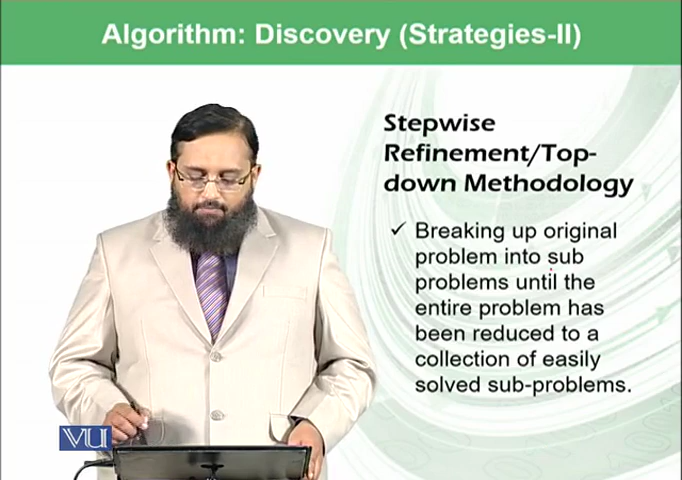 Algorithm: Discovery (Strategies-II)
Stepwise
Refinement/Top-
down Methodology
✓ Breaking up original
problem into sub
problems until the
entire problem has
been reduced to a
collection of easily
solved sub-problems.
VU